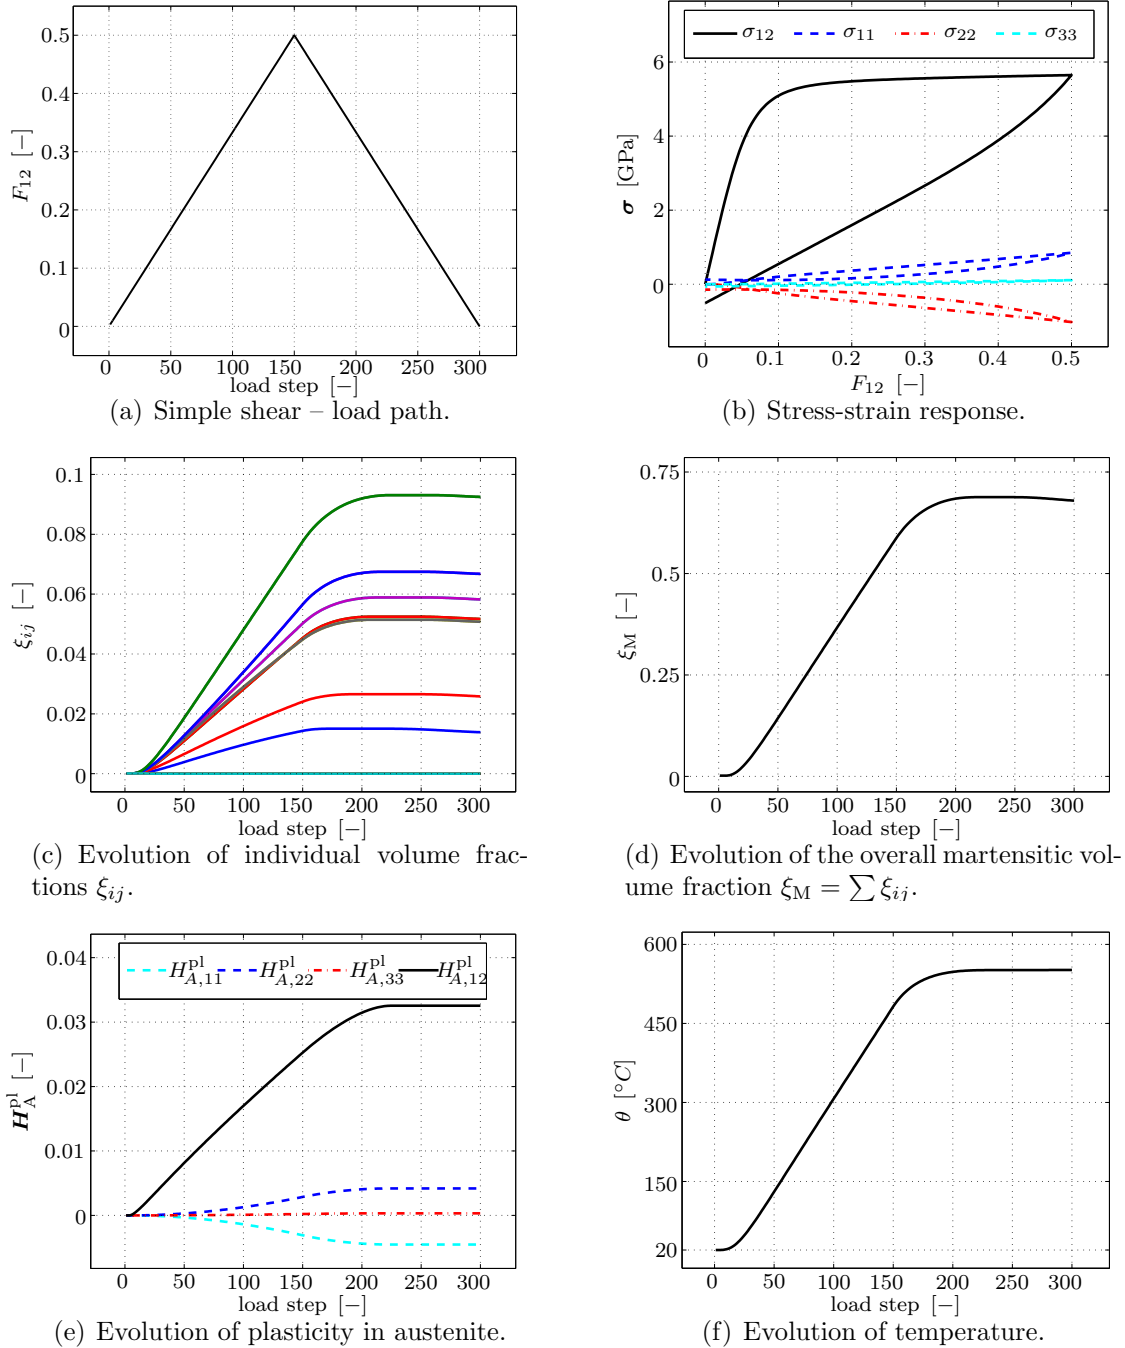 0.5
0.4
0.3
0.2
0.1
0
F12 [−]
0 50 100 150 200 250 300
load step [−]
(a) Simple shear – load path.
σ12 σ11 σ22 σ33
6
4
2
0
σ [GPa]
0 0.1 0.2 0.3 0.4 0.5
F12 [−]
(b) Stress-strain response.
0.1
0.08
0.06
0.04
0.02
0
ξij [−]
0 50 100 150 200 250 300
load step [−]
(c) Evolution of individual volume frac-
tions ξij.
0.75
0.5
0.25
0
ξM [−]
0 50 100 150 200 250 300
load step [−]
(d) Evolution of the overall martensitic vol-
ume fraction ξM = ∑ ξij.
H^pl_A,11 H^pl_A,22 H^pl_A,33 H^pl_A,12
0.04
0.03
0.02
0.01
0
H^pl_A [−]
0 50 100 150 200 250 300
load step [−]
(e) Evolution of plasticity in austenite.
600
450
300
150
20
θ [°C]
0 50 100 150 200 250 300
load step [−]
(f) Evolution of temperature.